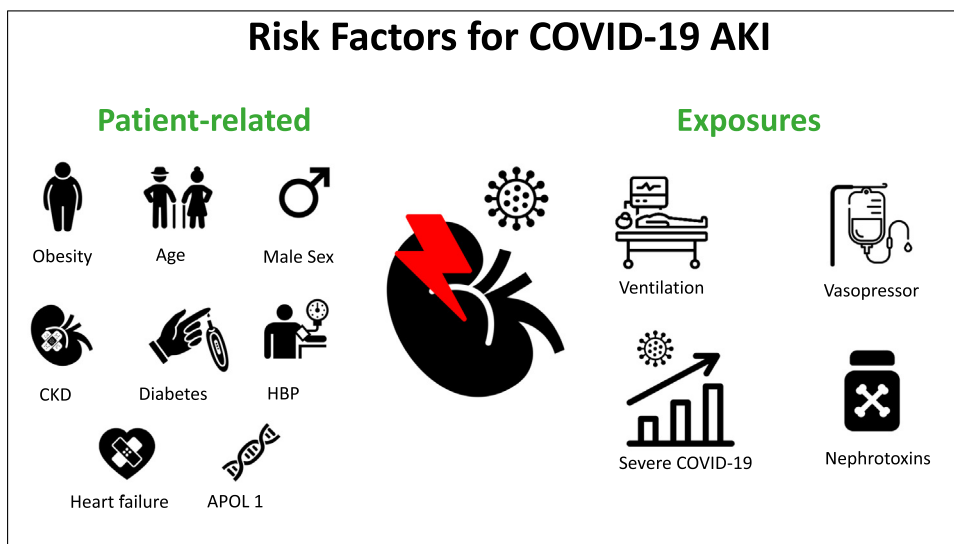 Risk Factors for COVID-19 AKI
Patient-related
Obesity
Age
Male Sex
CKD
Diabetes
HBP
Heart failure
APOL 1
Exposures
Ventilation
Vasopressor
Severe COVID-19
Nephrotoxins